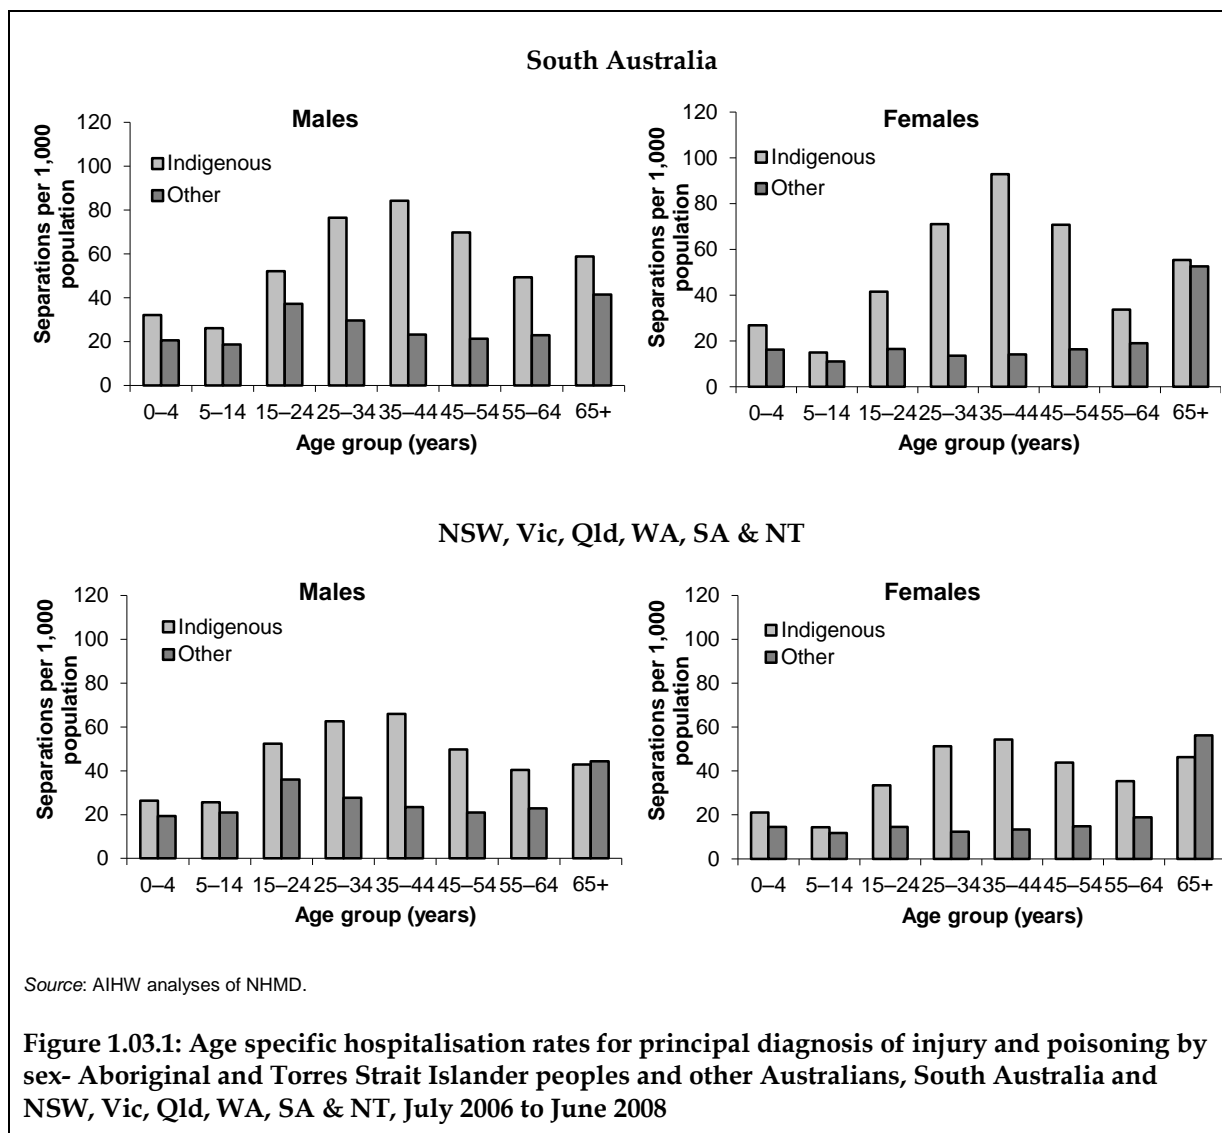 South Australia
Males
Separations per 1,000
population
120
100
80
60
40
20
0
Indigenous
Other
0–4 5–14 15–24 25–34 35–44 45–54 55–64 65+
Age group (years)
Females
Separations per 1,000
population
120
100
80
60
40
20
0
Indigenous
Other
0–4 5–14 15–24 25–34 35–44 45–54 55–64 65+
Age group (years)
NSW, Vic, Qld, WA, SA & NT
Males
Separations per 1,000
population
120
100
80
60
40
20
0
Indigenous
Other
0–4 5–14 15–24 25–34 35–44 45–54 55–64 65+
Age group (years)
Females
Separations per 1,000
population
120
100
80
60
40
20
0
Indigenous
Other
0–4 5–14 15–24 25–34 35–44 45–54 55–64 65+
Age group (years)
Source: AIHW analyses of NHMD.
Figure 1.03.1: Age specific hospitalisation rates for principal diagnosis of injury and poisoning by
sex- Aboriginal and Torres Strait Islander peoples and other Australians, South Australia and
NSW, Vic, Qld, WA, SA & NT, July 2006 to June 2008